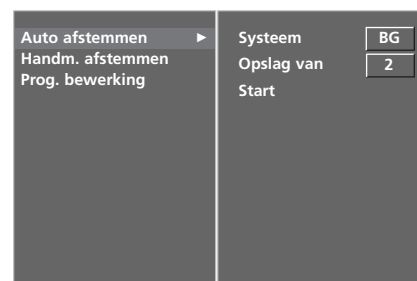 Auto afstemmen ►
Handm. afstemmen
Prog. bewerking
Systeem BG
Opslag van 2
Start